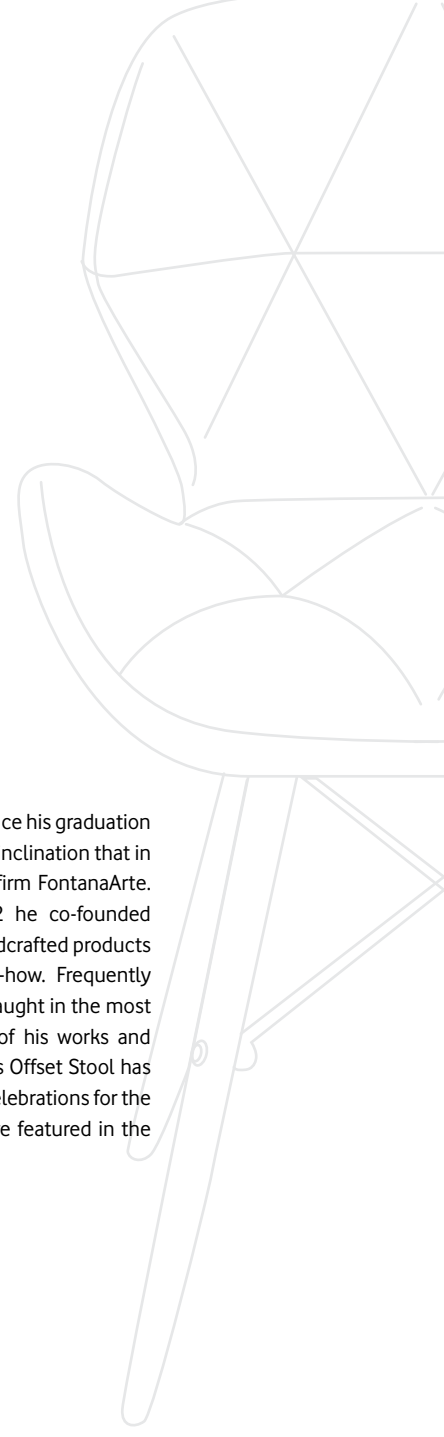 ce his graduation
nclination that in
firm FontanaArte.
2 he co-founded
dcrafted products
-how. Frequently
aught in the most
of his works and
s Offset Stool has
elebrations for the
e featured in the